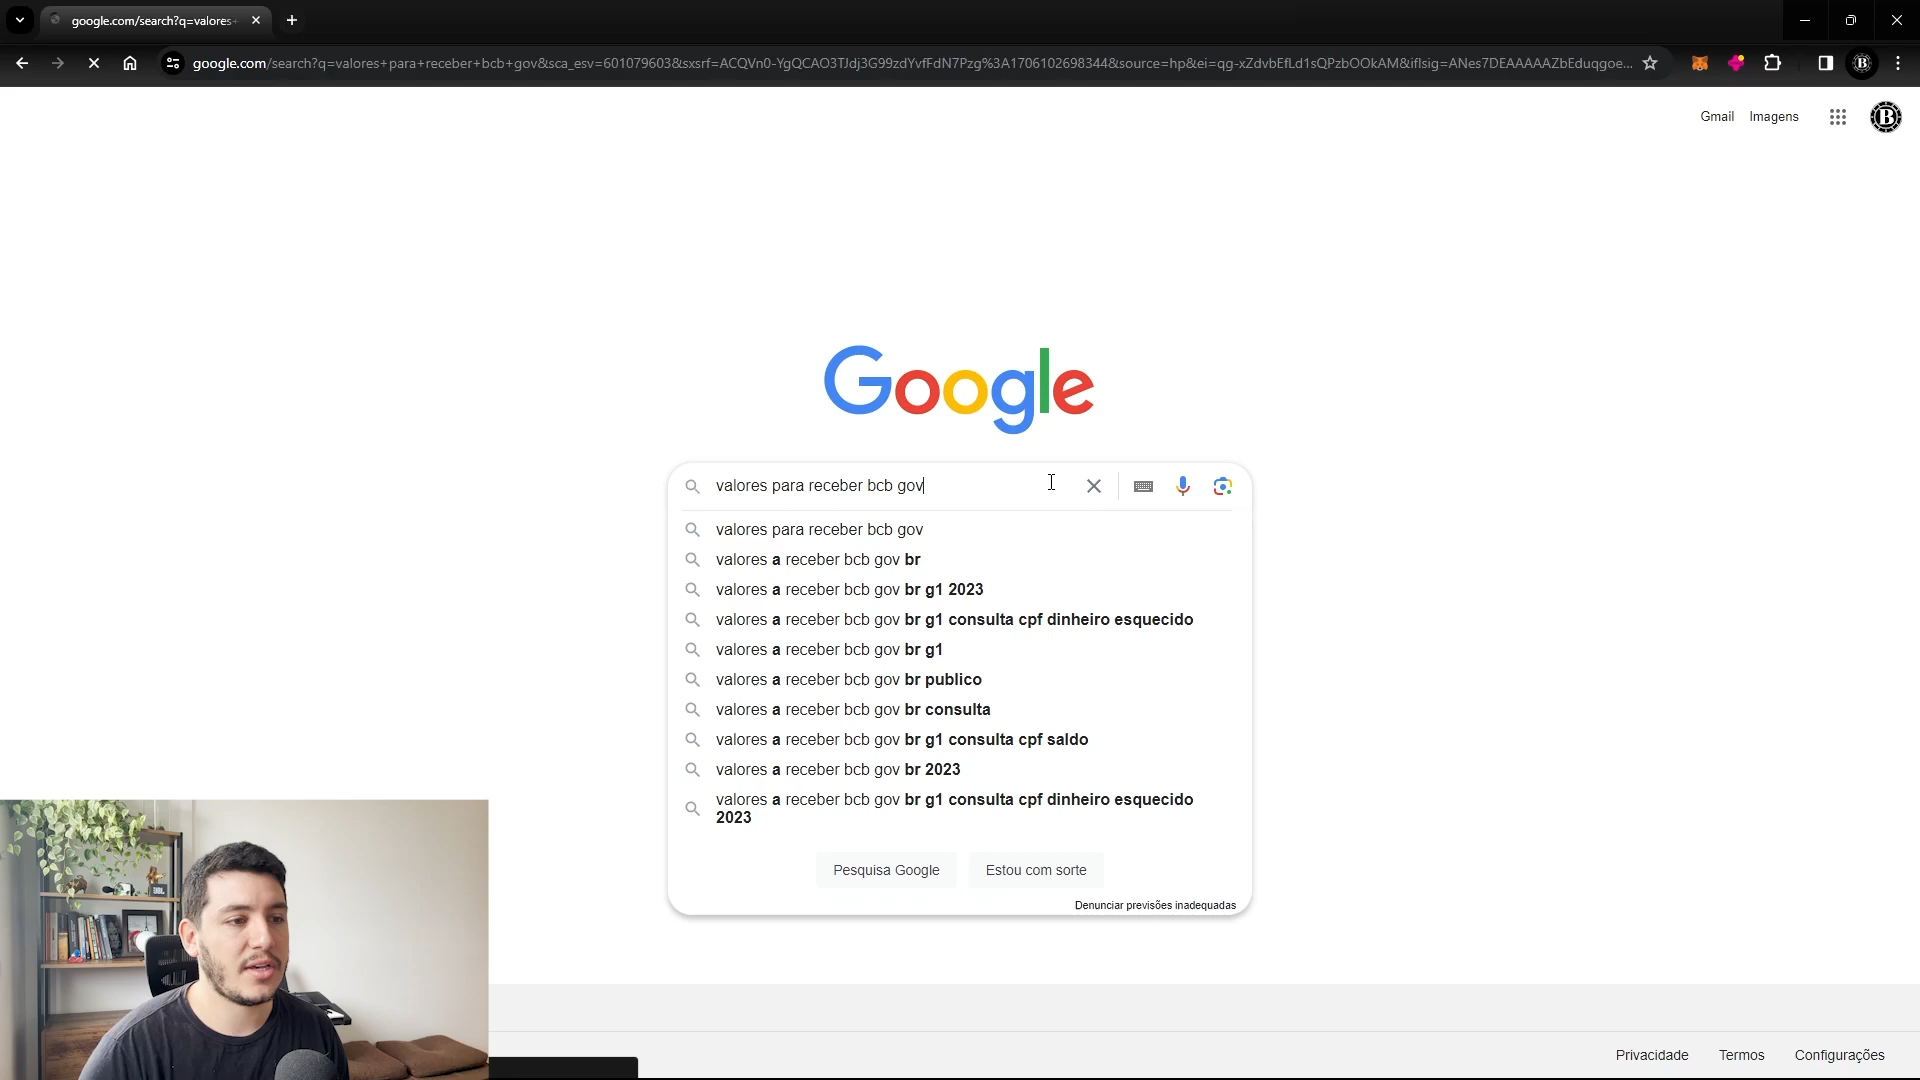 google.com/search?q=valores-
google.com/search?q=valores+para+receber+bcb+gov&sca_esv=601079603&sxsrf=ACQVn0-YgQCAO3TJdj3G99zdYvfFdN7Pzg%3A1706102698344&source=hp&ei=qg-xZdvbEfLd1sQPzbOOkAM&iflsig=ANes7DEAAAAAZbEduqgoe...
Gmail Imagens
B
Google
valores para receber bcb gov
valores para receber bcb gov
valores a receber bcb gov br
valores a receber bcb gov br g1 2023
valores a receber bcb gov br g1 consulta cpf dinheiro esquecido
valores a receber bcb gov br g1
valores a receber bcb gov br publico
valores a receber bcb gov br consulta
valores a receber bcb gov br g1 consulta cpf saldo
valores a receber bcb gov br 2023
valores a receber bcb gov br g1 consulta cpf dinheiro esquecido
2023
Pesquisa Google Estou com sorte
Denunciar previsões inadequadas
JBL
Privacidade Termos Configurações